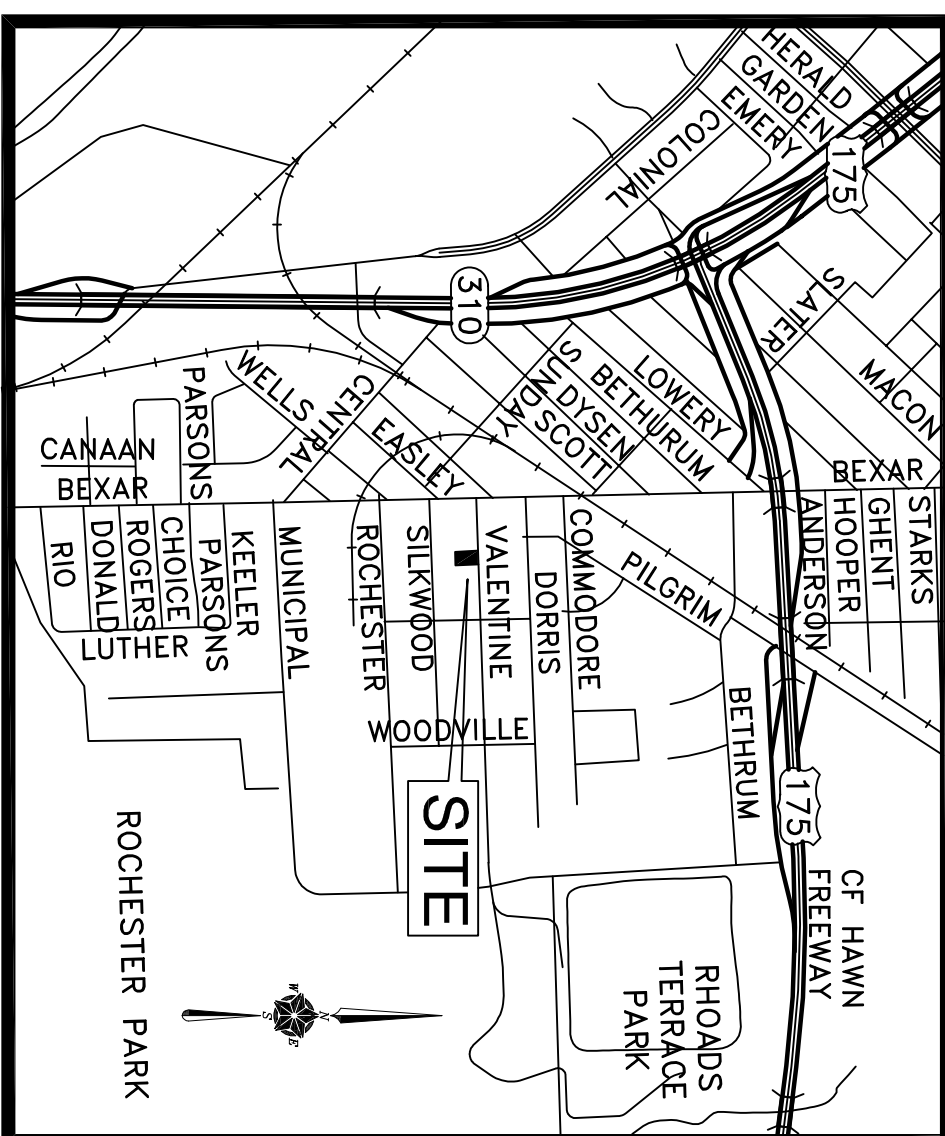 HERALD
GARDEN
EMERY
COLONIAL
175
SLATER
MACON
310
LOWERY
S BETHURUM
DYSEN
SUNDAY
SCOTT
CENTRAL
EASLEY
WELLS
PARSONS
CANAAN
BEXAR
BEXAR
STARKS
GHENT
HOOPER
ANDERSON
PILGRIM
COMMODORE
DORRIS
VALENTINE
SILKWOOD
ROCHESTER
MUNICIPAL
KEELER
PARSONS
CHOICE
ROGERS
DONALD
RIO
LUTHER
WOODVILLE
BETHRUM
175
SITE
CF HAWN
FREEWAY
RHOADS
TERRACE
PARK
ROCHESTER PARK
N
W
E
S